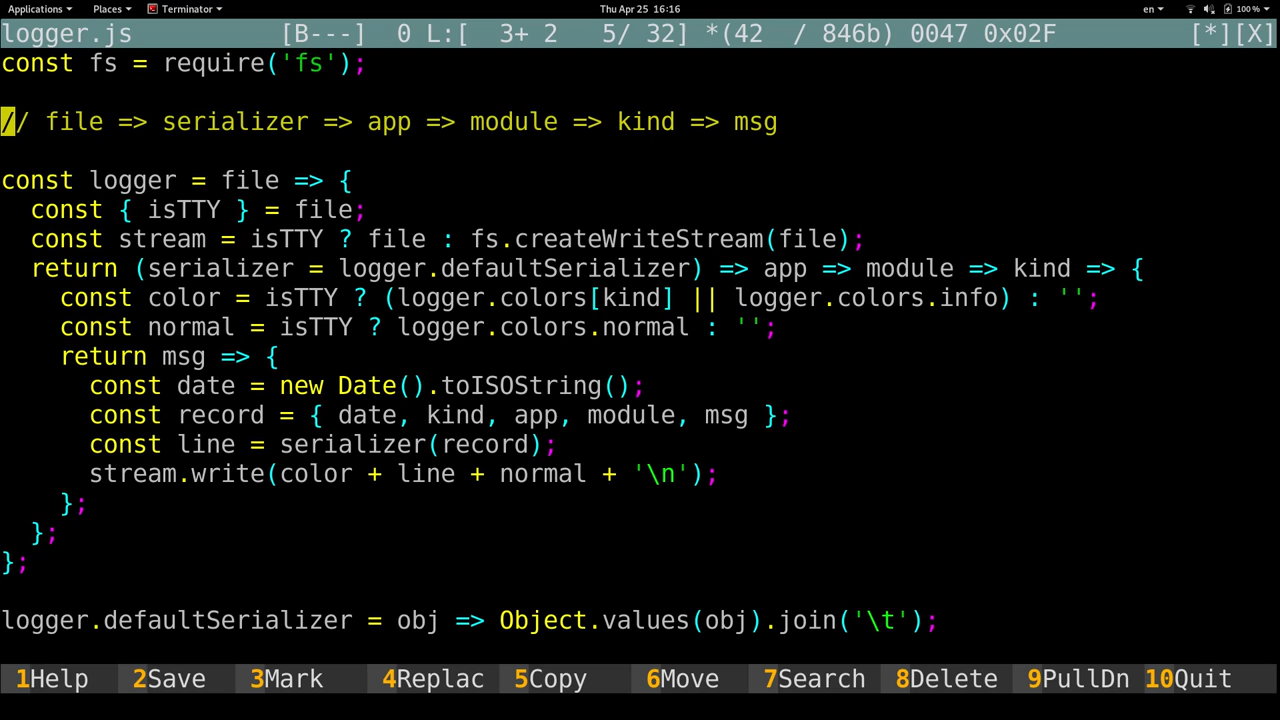 Applications Places Terminator Thu Apr 25 16:16 en 100 %
logger.js [B---] 0 L:[ 3+ 2 5/ 32] *(42 / 846b) 0047 0x02F [*][X]
const fs = require('fs');
// file => serializer => app => module => kind => msg
const logger = file => {
  const { isTTY } = file;
  const stream = isTTY ? file : fs.createWriteStream(file);
  return (serializer = logger.defaultSerializer) => app => module => kind => {
    const color = isTTY ? (logger.colors[kind] || logger.colors.info) : '';
    const normal = isTTY ? logger.colors.normal : '';
    return msg => {
      const date = new Date().toISOString();
      const record = { date, kind, app, module, msg };
      const line = serializer(record);
      stream.write(color + line + normal + '\n');
    };
  };
};
logger.defaultSerializer = obj => Object.values(obj).join('\t');
1Help 2Save 3Mark 4Replac 5Copy 6Move 7Search 8Delete 9PullDn 10Quit